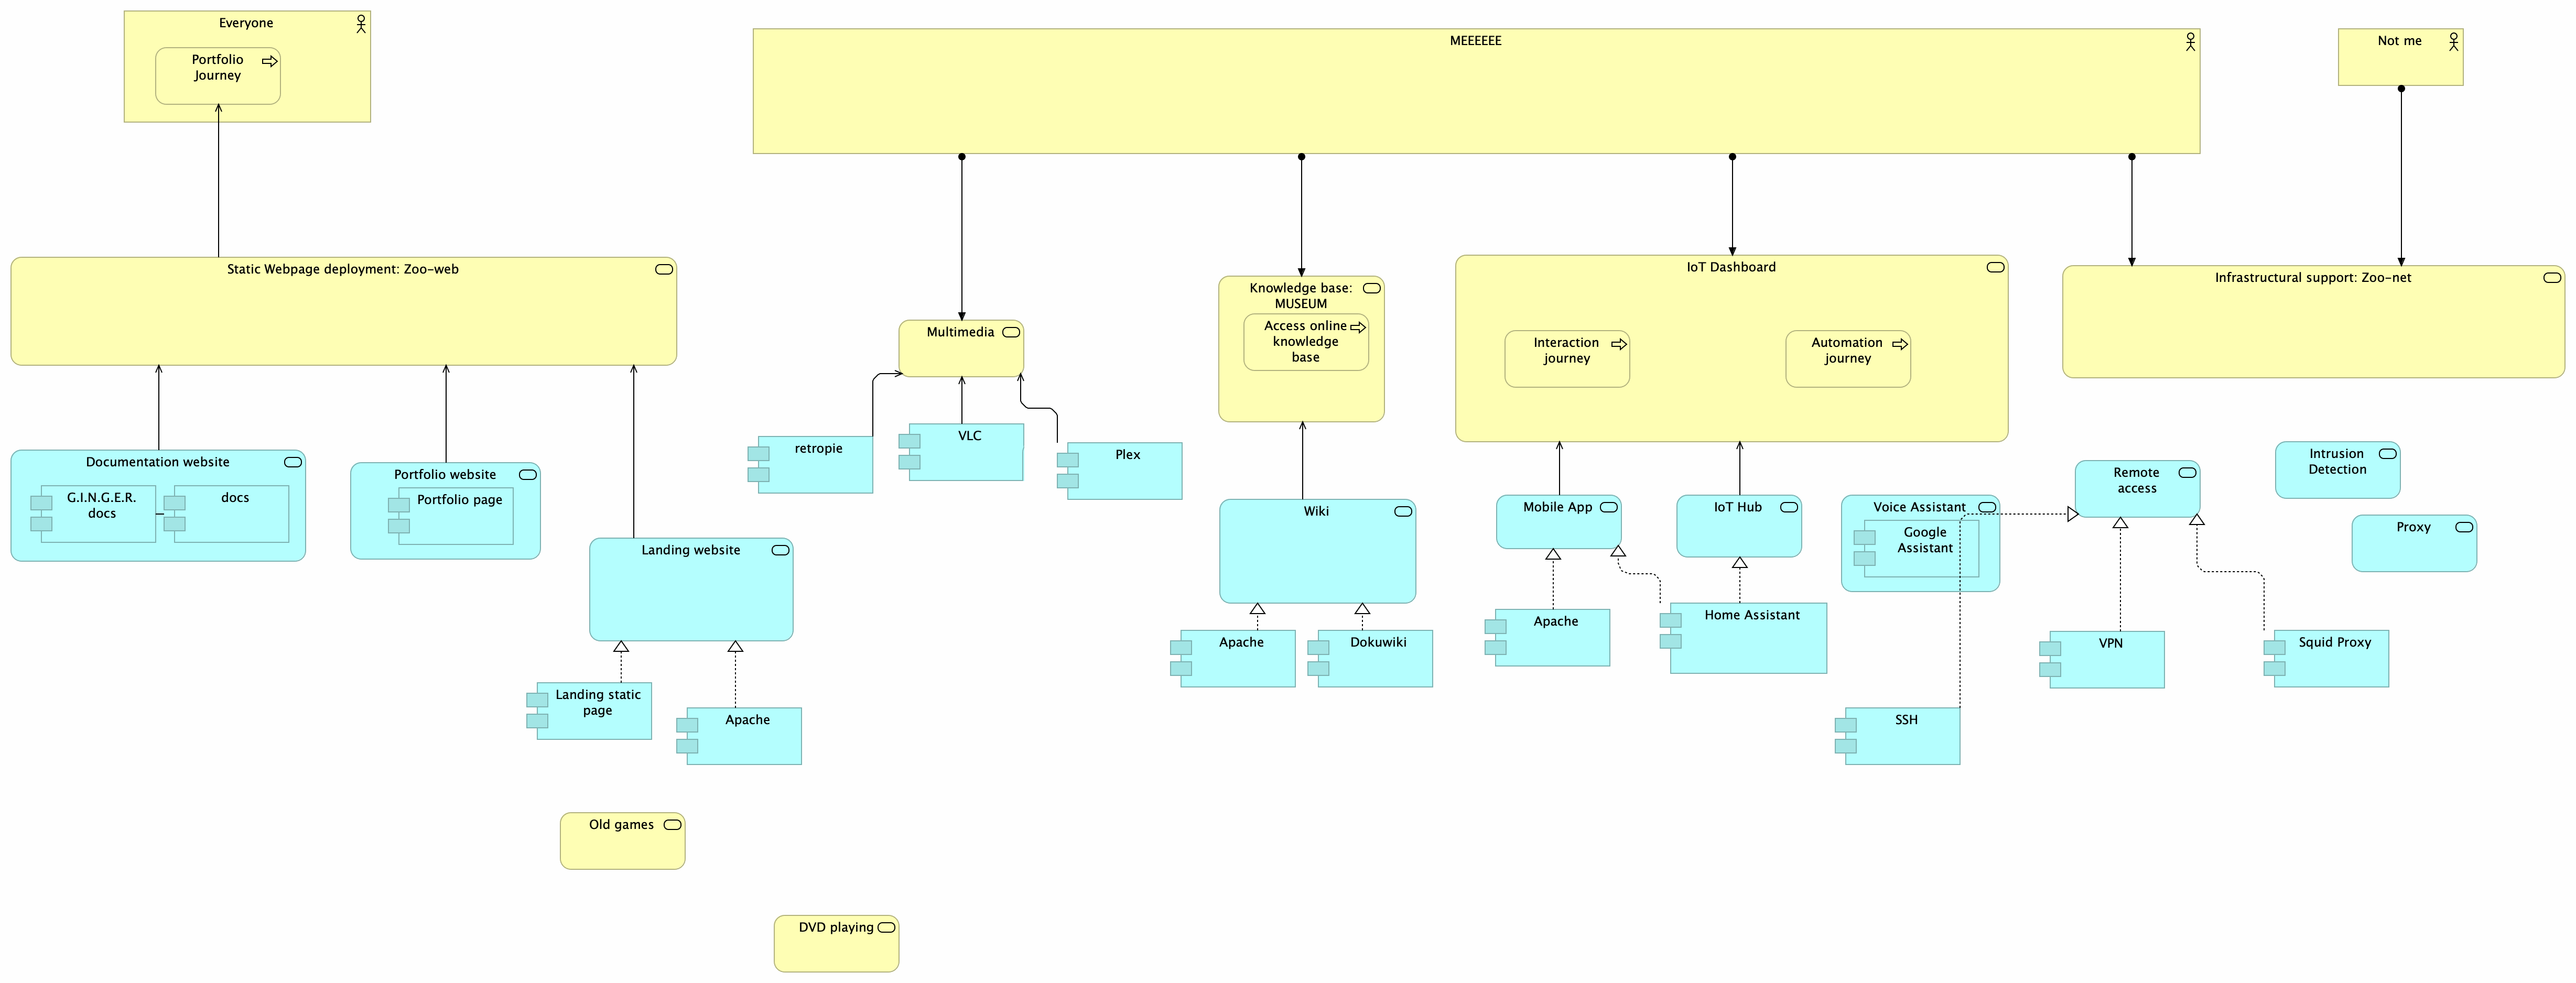 Everyone
Portfolio
Journey
MEEEEEE
Not me
Static Webpage deployment: Zoo-web
Multimedia
Knowledge base:
MUSEUM
Access online
knowledge
base
IoT Dashboard
Interaction
journey
Automation
journey
Infrastructural support: Zoo-net
Documentation website
G.I.N.G.E.R.
docs
docs
Portfolio website
Portfolio page
Landing website
retropie
VLC
Plex
Wiki
Mobile App
IoT Hub
Voice Assistant
Google
Assistant
Remote
access
Intrusion
Detection
Proxy
Landing static
page
Apache
Apache
Dokuwiki
Apache
Home Assistant
SSH
VPN
Squid Proxy
Old games
DVD playing